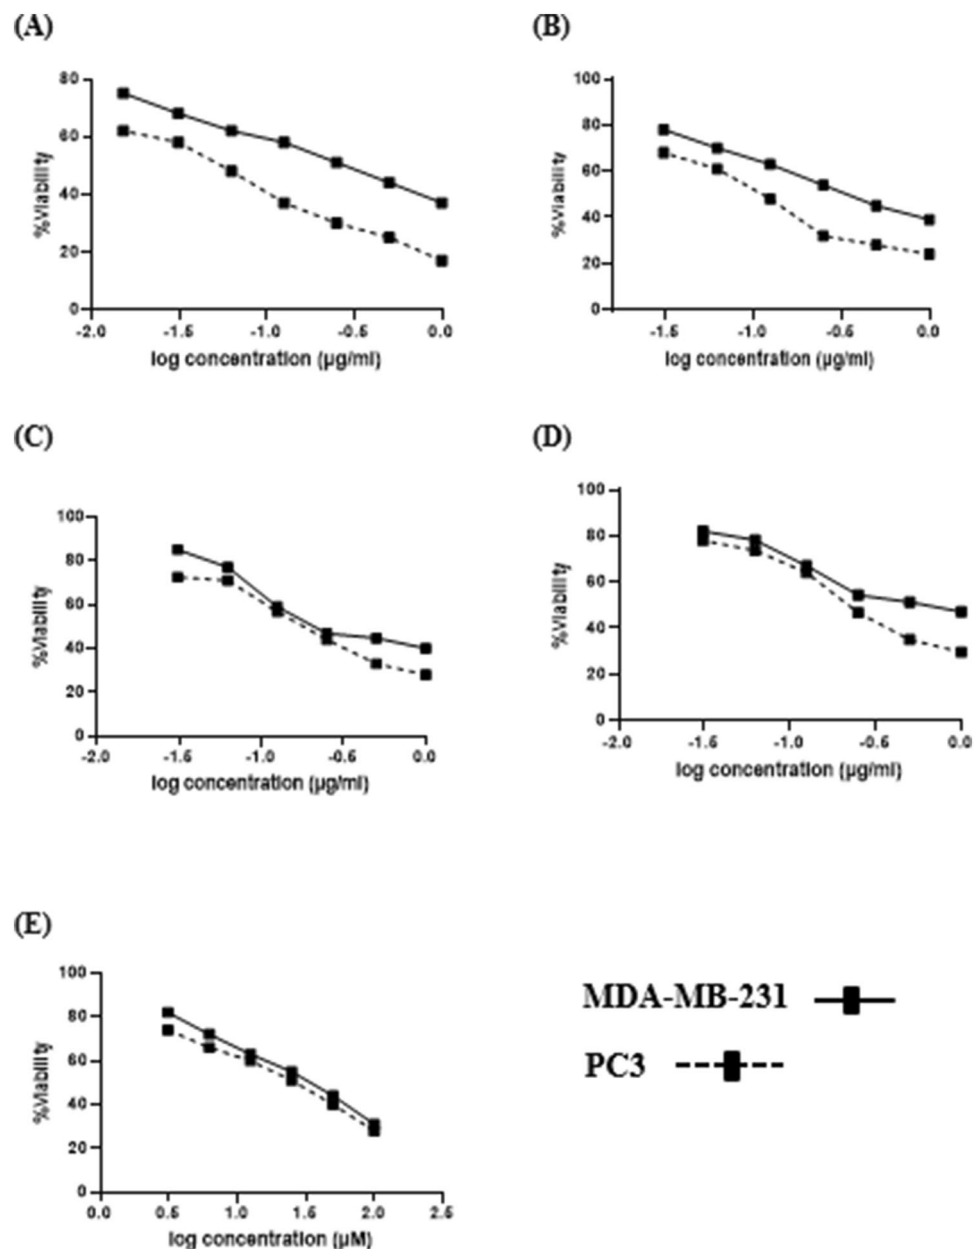 (A)
80
60
40
20
0
%Viability
-2.0 -1.5 -1.0 -0.5 0.0
log concentration (µg/ml)
(B)
100
80
60
40
20
0
%Viability
-1.5 -1.0 -0.5 0.0
log concentration (µg/ml)
(C)
100
80
60
40
20
0
%Viability
-2.0 -1.5 -1.0 -0.5 0.0
log concentration (µg/ml)
(D)
100
80
60
40
20
0
%Viability
-2.0 -1.5 -1.0 -0.5 0.0
log concentration (µg/ml)
(E)
100
80
60
40
20
0
%Viability
0.0 0.5 1.0 1.5 2.0 2.5
log concentration (µM)
MDA-MB-231
PC3